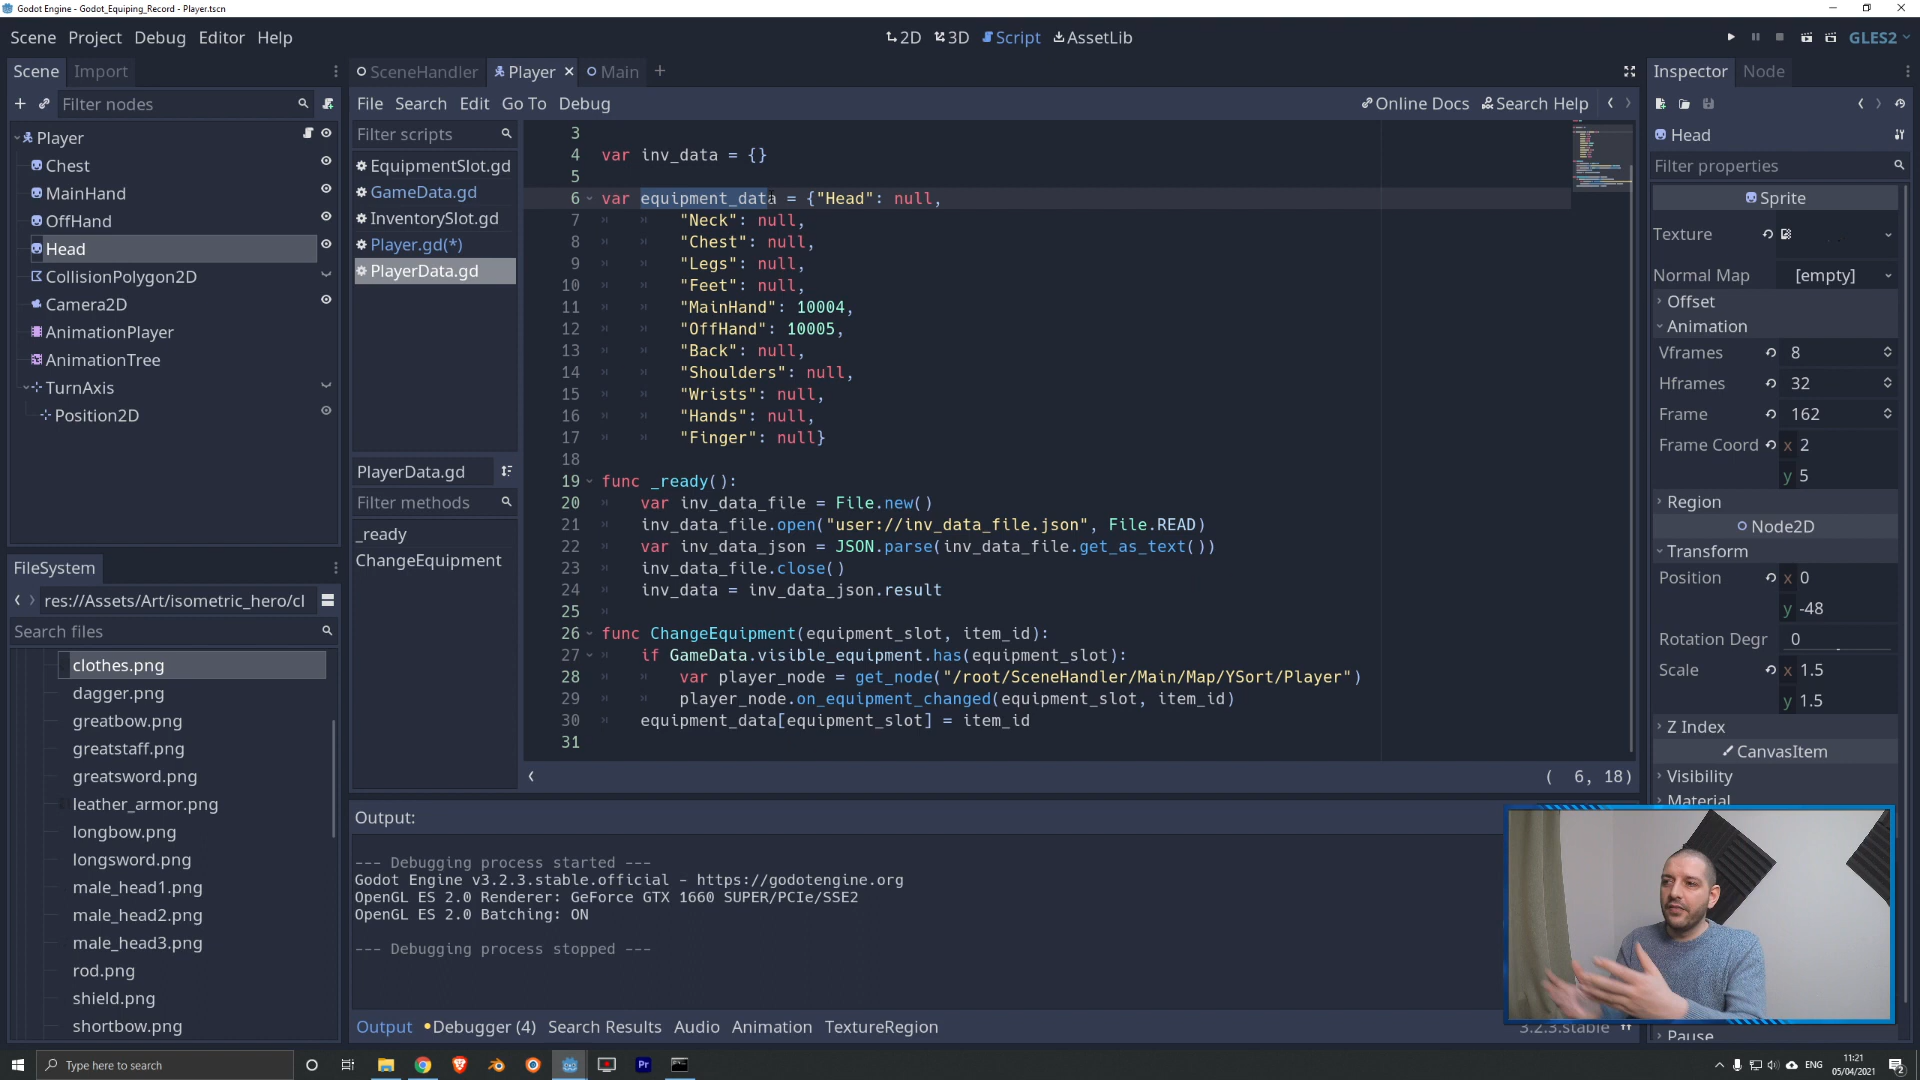 Godot Engine - Godot_Equiping_Record - Player.tscn
Scene Project Debug Editor Help
2D 3D Script AssetLib
GLES2
Scene Import
Filter nodes
Player
Chest
MainHand
OffHand
Head
CollisionPolygon2D
Camera2D
AnimationPlayer
AnimationTree
TurnAxis
Position2D
FileSystem
res://Assets/Art/isometric_hero/cl
Search files
clothes.png
dagger.png
greatbow.png
greatstaff.png
greatsword.png
leather_armor.png
longbow.png
longsword.png
male_head1.png
male_head2.png
male_head3.png
rod.png
shield.png
shortbow.png
SceneHandler Player Main
File Search Edit Go To Debug
Online Docs Search Help
Filter scripts
EquipmentSlot.gd
GameData.gd
InventorySlot.gd
Player.gd(*)
PlayerData.gd
PlayerData.gd
Filter methods
_ready
ChangeEquipment
3
4 var inv_data = {}
5
6 var equipment_data = {"Head": null,
7 "Neck": null,
8 "Chest": null,
9 "Legs": null,
10 "Feet": null,
11 "MainHand": 10004,
12 "OffHand": 10005,
13 "Back": null,
14 "Shoulders": null,
15 "Wrists": null,
16 "Hands": null,
17 "Finger": null}
18
19 func _ready():
20 var inv_data_file = File.new()
21 inv_data_file.open("user://inv_data_file.json", File.READ)
22 var inv_data_json = JSON.parse(inv_data_file.get_as_text())
23 inv_data_file.close()
24 inv_data = inv_data_json.result
25
26 func ChangeEquipment(equipment_slot, item_id):
27 if GameData.visible_equipment.has(equipment_slot):
28 var player_node = get_node("/root/SceneHandler/Main/Map/YSort/Player")
29 player_node.on_equipment_changed(equipment_slot, item_id)
30 equipment_data[equipment_slot] = item_id
31
( 6, 18)
Output:
--- Debugging process started ---
Godot Engine v3.2.3.stable.official - https://godotengine.org
OpenGL ES 2.0 Renderer: GeForce GTX 1660 SUPER/PCIe/SSE2
OpenGL ES 2.0 Batching: ON
--- Debugging process stopped ---
Output Debugger (4) Search Results Audio Animation TextureRegion
3.2.3.stable
Inspector Node
Head
Filter properties
Sprite
Texture
Normal Map [empty]
Offset
Animation
Vframes 8
Hframes 32
Frame 162
Frame Coord x 2
y 5
Region
Node2D
Transform
Position x 0
y -48
Rotation Degr 0
Scale x 1.5
y 1.5
Z Index
CanvasItem
Visibility
Material
Pause
Type here to search
Pr
ENG
11:21
05/04/2021
2